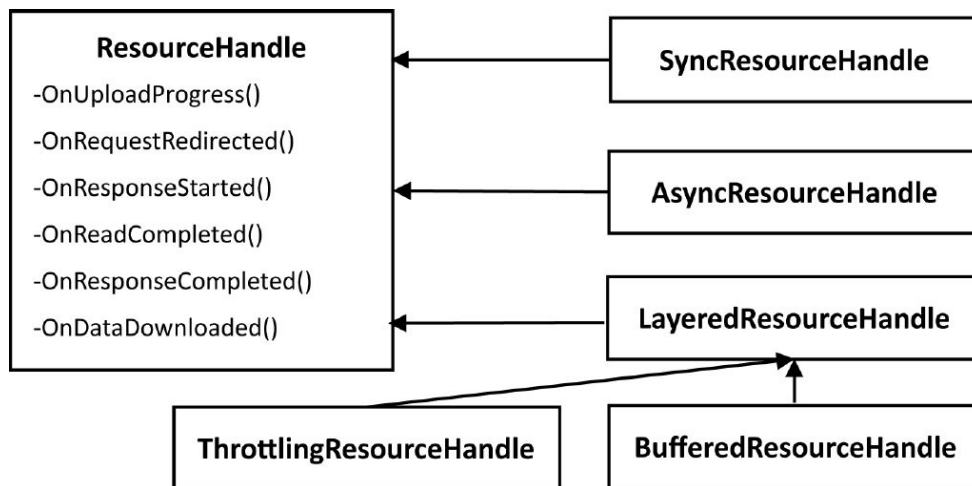 ResourceHandle
-OnUploadProgress()
-OnRequestRedirected()
-OnResponseStarted()
-OnReadCompleted()
-OnResponseCompleted()
-OnDataDownloaded()
SyncResourceHandle
AsyncResourceHandle
LayeredResourceHandle
ThrottlingResourceHandle
BufferedResourceHandle